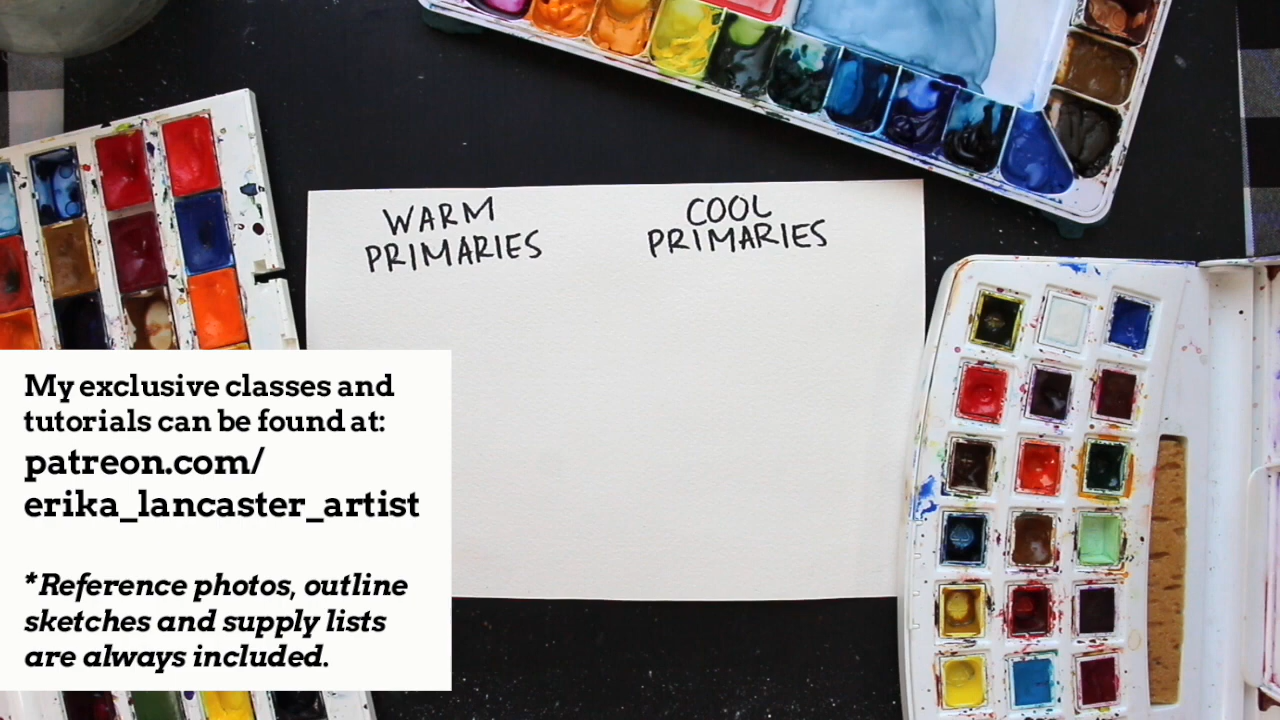 WARM
PRIMARIES
COOL
PRIMARIES
My exclusive classes and
tutorials can be found at:
patreon.com/
erika_lancaster_artist
*Reference photos, outline
sketches and supply lists
are always included.